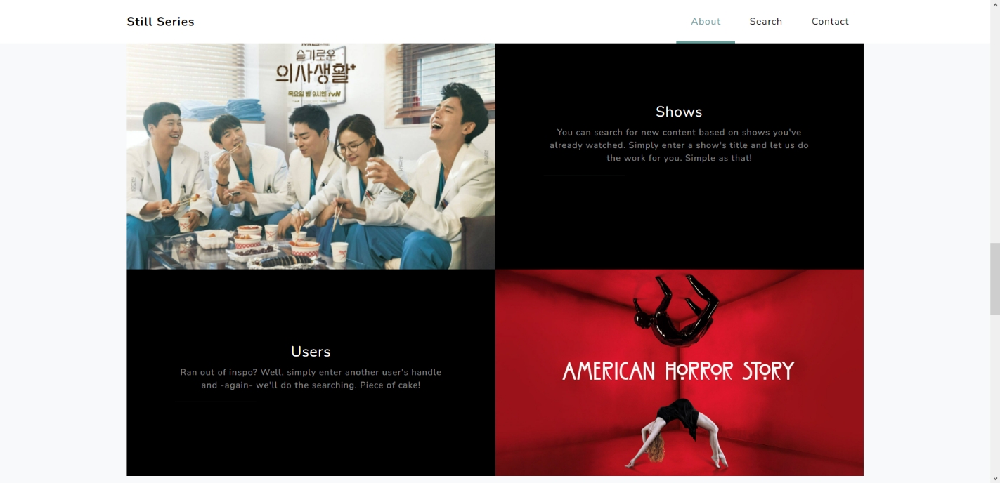 Still Series
About
Search
Contact
슬기로운
의사생활+
목요일 밤 9시엔 tvN
Shows
You can search for new content based on shows you've
already watched. Simply enter a show's title and let us do
the work for you. Simple as that!
Users
Ran out of inspo? Well, simply enter another user's handle
and -again- we'll do the searching. Piece of cake!
AMERICAN HORROR STORY